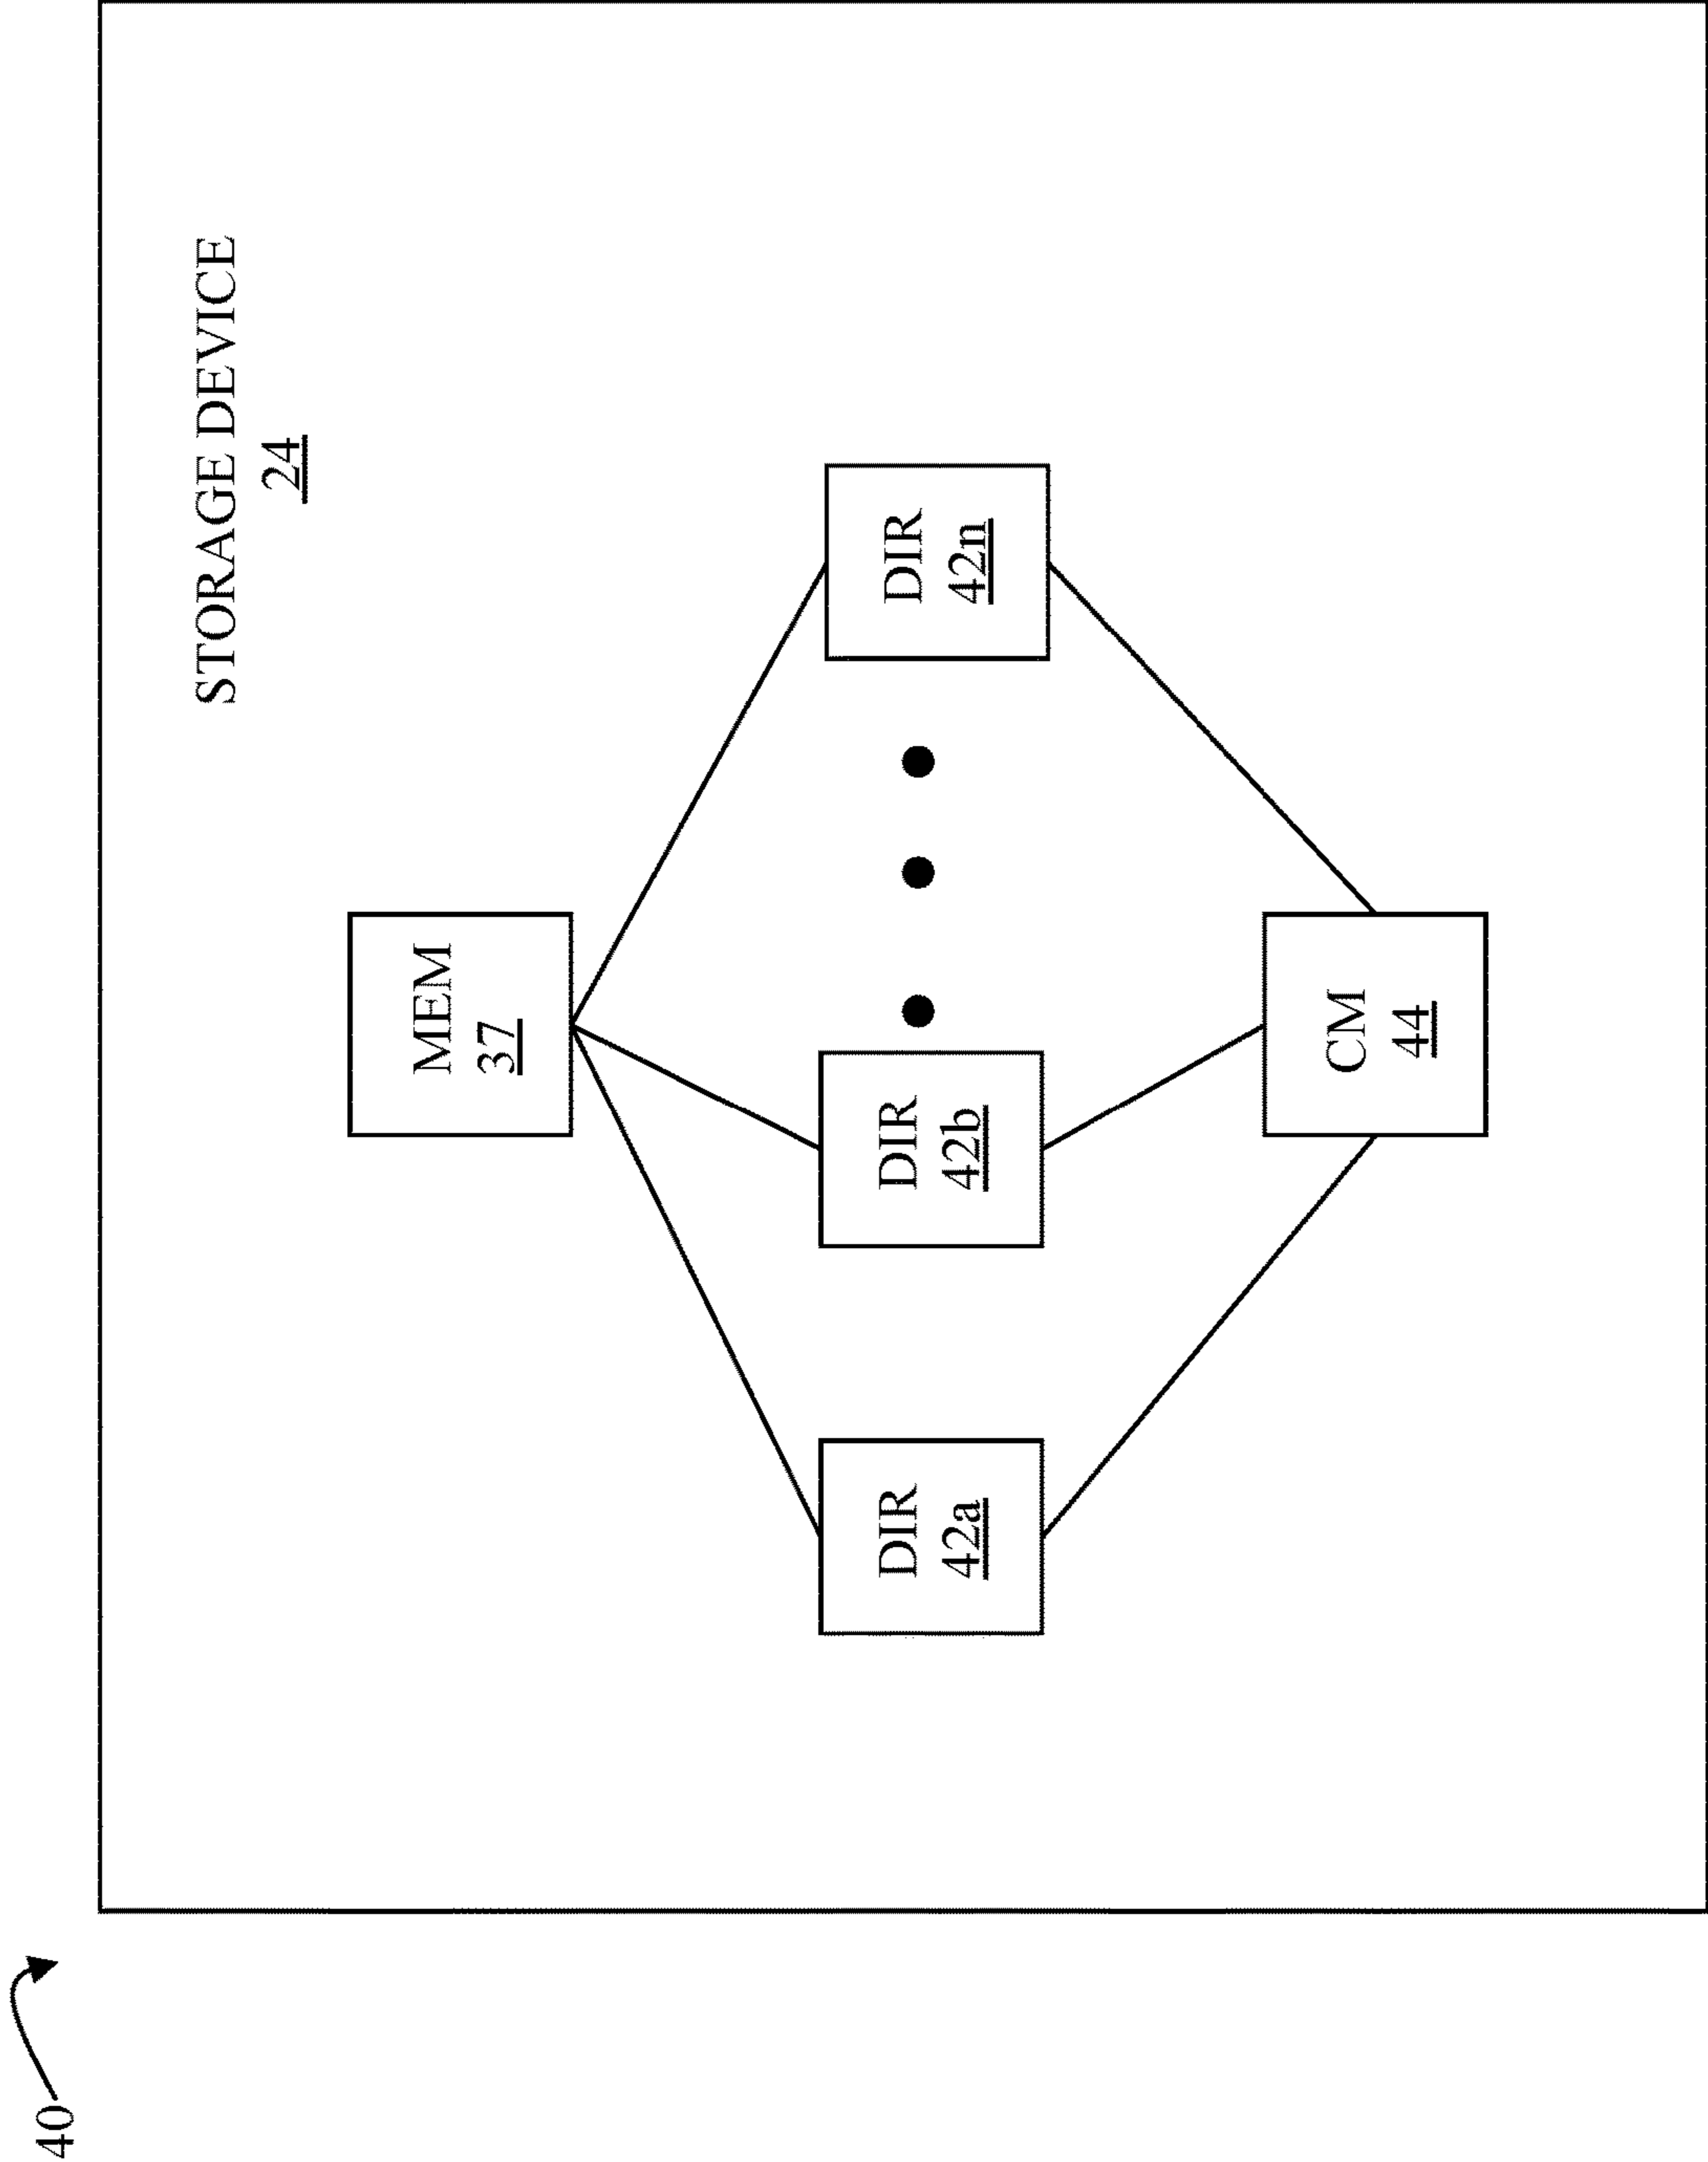 STORAGE DEVICE
24
MEM
37
DIR
42a
DIR
42b
DIR
42n
CM
44
40